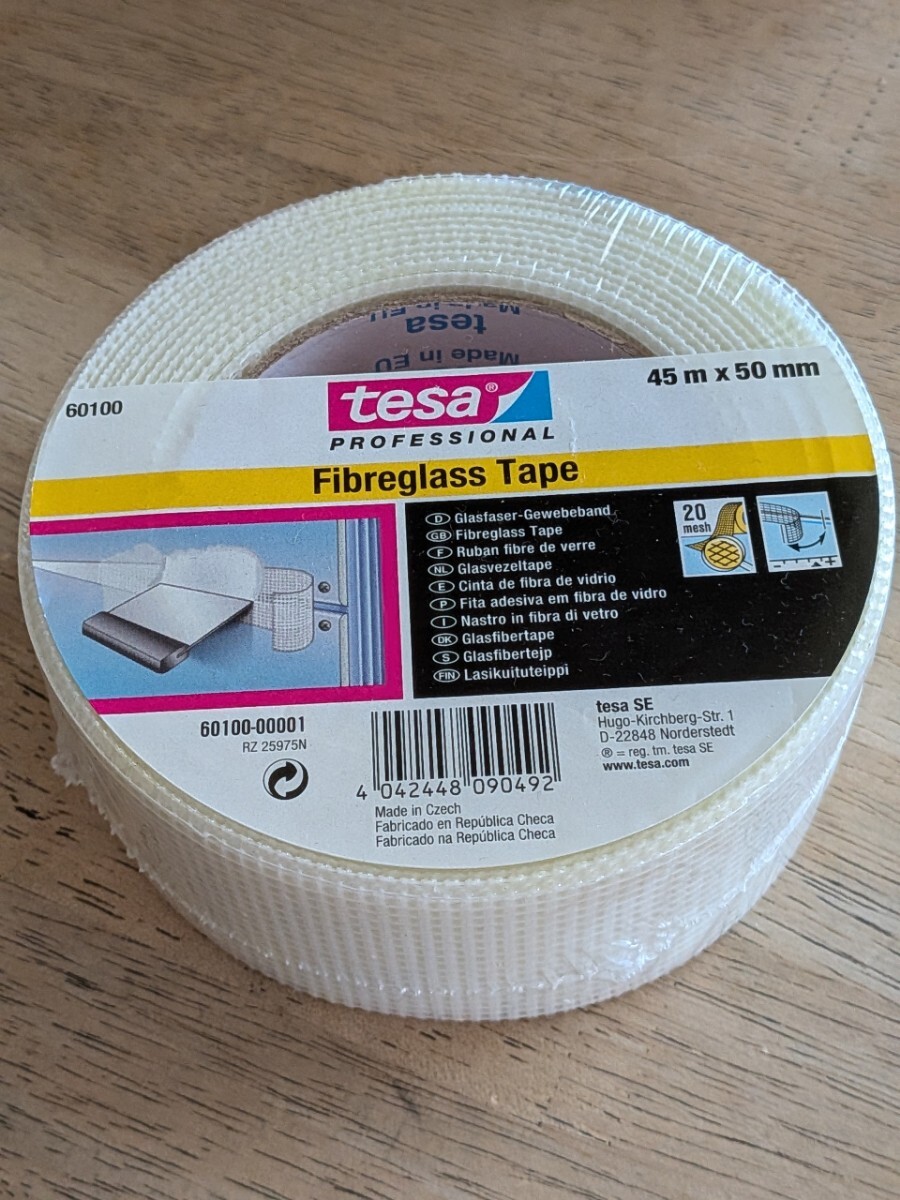 Made in EU
tesa
Made in EU
60100
tesa®
45 m x 50 mm
PROFESSIONAL
Fibreglass Tape
D Glasfaser-Gewebeband
GB Fibreglass Tape
F Ruban fibre de verre
NL Glasvezeltape
E Cinta de fibra de vidrio
P Fita adesiva em fibra de vidro
I Nastro in fibra di vetro
DK Glasfibertape
S Glasfibertejp
FIN Lasikuituteippi
20
mesh
- +
60100-00001
RZ 25975N
4 042448 090492
Made in Czech
Fabricado en República Checa
Fabricado na República Checa
tesa SE
Hugo-Kirchberg-Str. 1
D-22848 Norderstedt
® = reg. tm. tesa SE
www.tesa.com